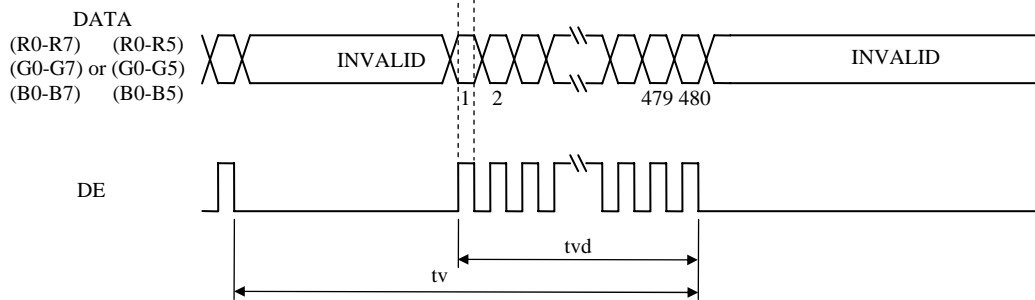 DATA
(R0-R7) (R0-R5)
(G0-G7) or (G0-G5)
(B0-B7) (B0-B5)
INVALID
INVALID
1 2 479 480
DE
tvd
tv